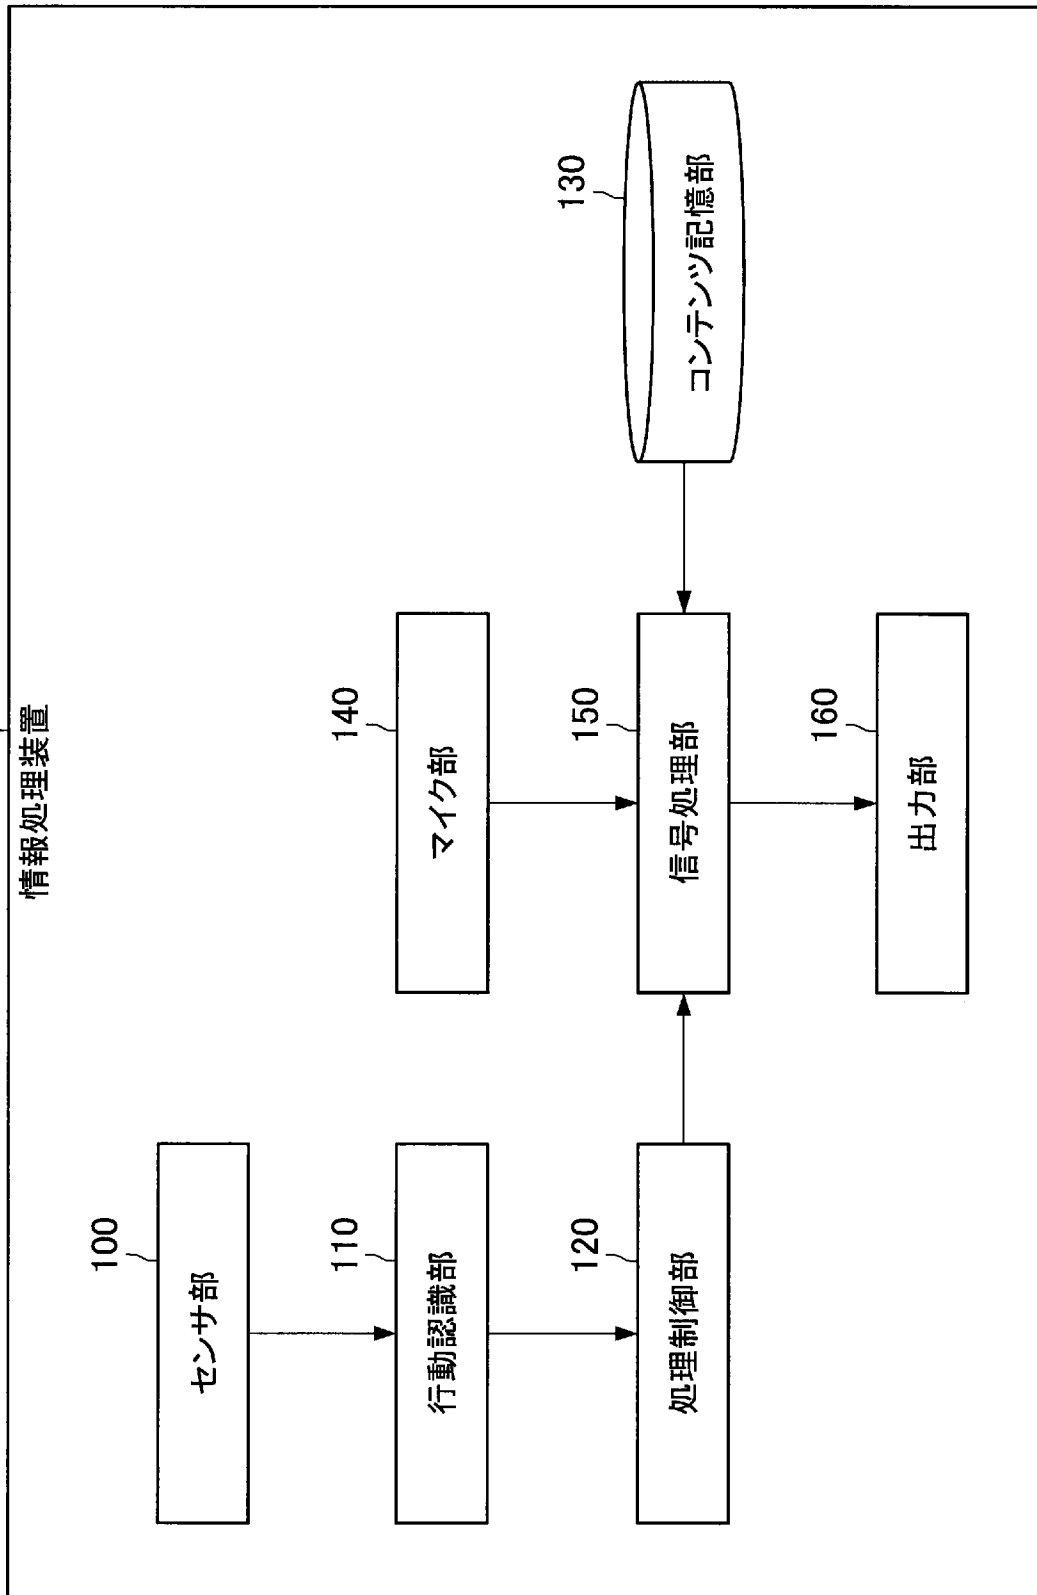 情報処理装置
100
センサ部
110
行動認識部
120
処理制御部
140
マイク部
150
信号処理部
160
出力部
130
コンテンツ記憶部